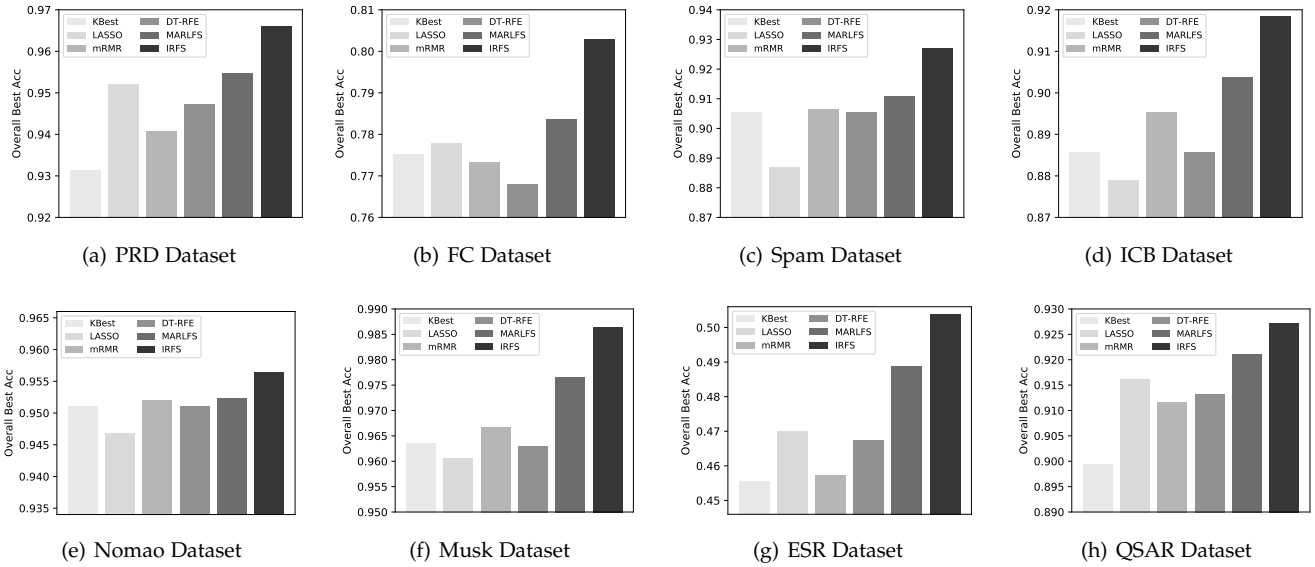 0.97
0.96
0.95
0.94
0.93
0.92
Overall Best Acc
KBest
LASSO
mRMR
DT-RFE
MARLFS
IRFS
(a) PRD Dataset
0.81
0.80
0.79
0.78
0.77
0.76
Overall Best Acc
KBest
LASSO
mRMR
DT-RFE
MARLFS
IRFS
(b) FC Dataset
0.94
0.93
0.92
0.91
0.90
0.89
0.88
0.87
Overall Best Acc
KBest
LASSO
mRMR
DT-RFE
MARLFS
IRFS
(c) Spam Dataset
0.92
0.91
0.90
0.89
0.88
0.87
Overall Best Acc
KBest
LASSO
mRMR
DT-RFE
MARLFS
IRFS
(d) ICB Dataset
0.965
0.960
0.955
0.950
0.945
0.940
0.935
Overall Best Acc
KBest
LASSO
mRMR
DT-RFE
MARLFS
IRFS
(e) Nomao Dataset
0.990
0.985
0.980
0.975
0.970
0.965
0.960
0.955
0.950
Overall Best Acc
KBest
LASSO
mRMR
DT-RFE
MARLFS
IRFS
(f) Musk Dataset
0.50
0.49
0.48
0.47
0.46
0.45
Overall Best Acc
KBest
LASSO
mRMR
DT-RFE
MARLFS
IRFS
(g) ESR Dataset
0.930
0.925
0.920
0.915
0.910
0.905
0.900
0.895
0.890
Overall Best Acc
KBest
LASSO
mRMR
DT-RFE
MARLFS
IRFS
(h) QSAR Dataset